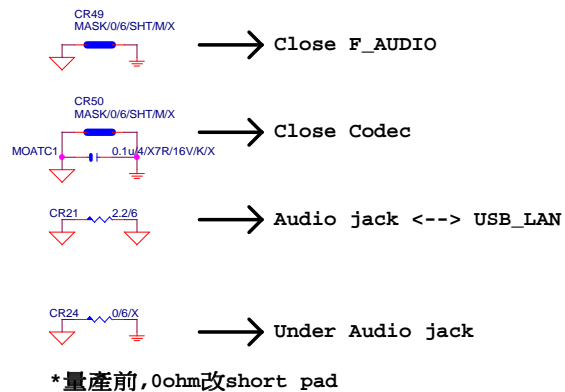 CR49
MASK/0/6/SHT/M/X
Close F_AUDIO
CR50
MASK/0/6/SHT/M/X
Close Codec
MOATC1 0.1u/4/X7R/16V/K/X
CR21 2.2/6
Audio jack <--> USB_LAN
CR24 0/6/X
Under Audio jack
*量產前,0ohm改short pad